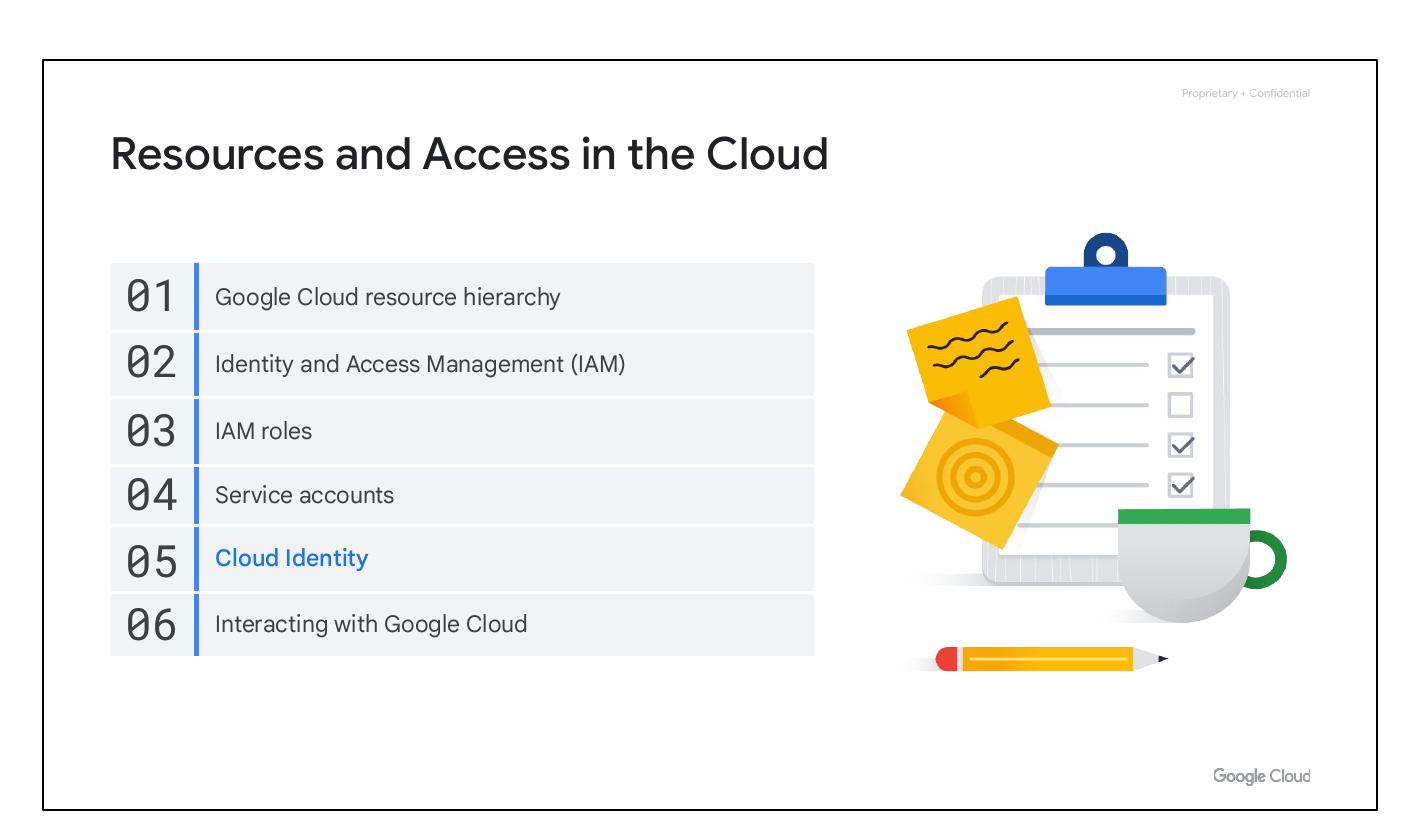 Proprietary + Confidential
Resources and Access in the Cloud
01 Google Cloud resource hierarchy
02 Identity and Access Management (IAM)
03 IAM roles
04 Service accounts
05 Cloud Identity
06 Interacting with Google Cloud
Google Cloud